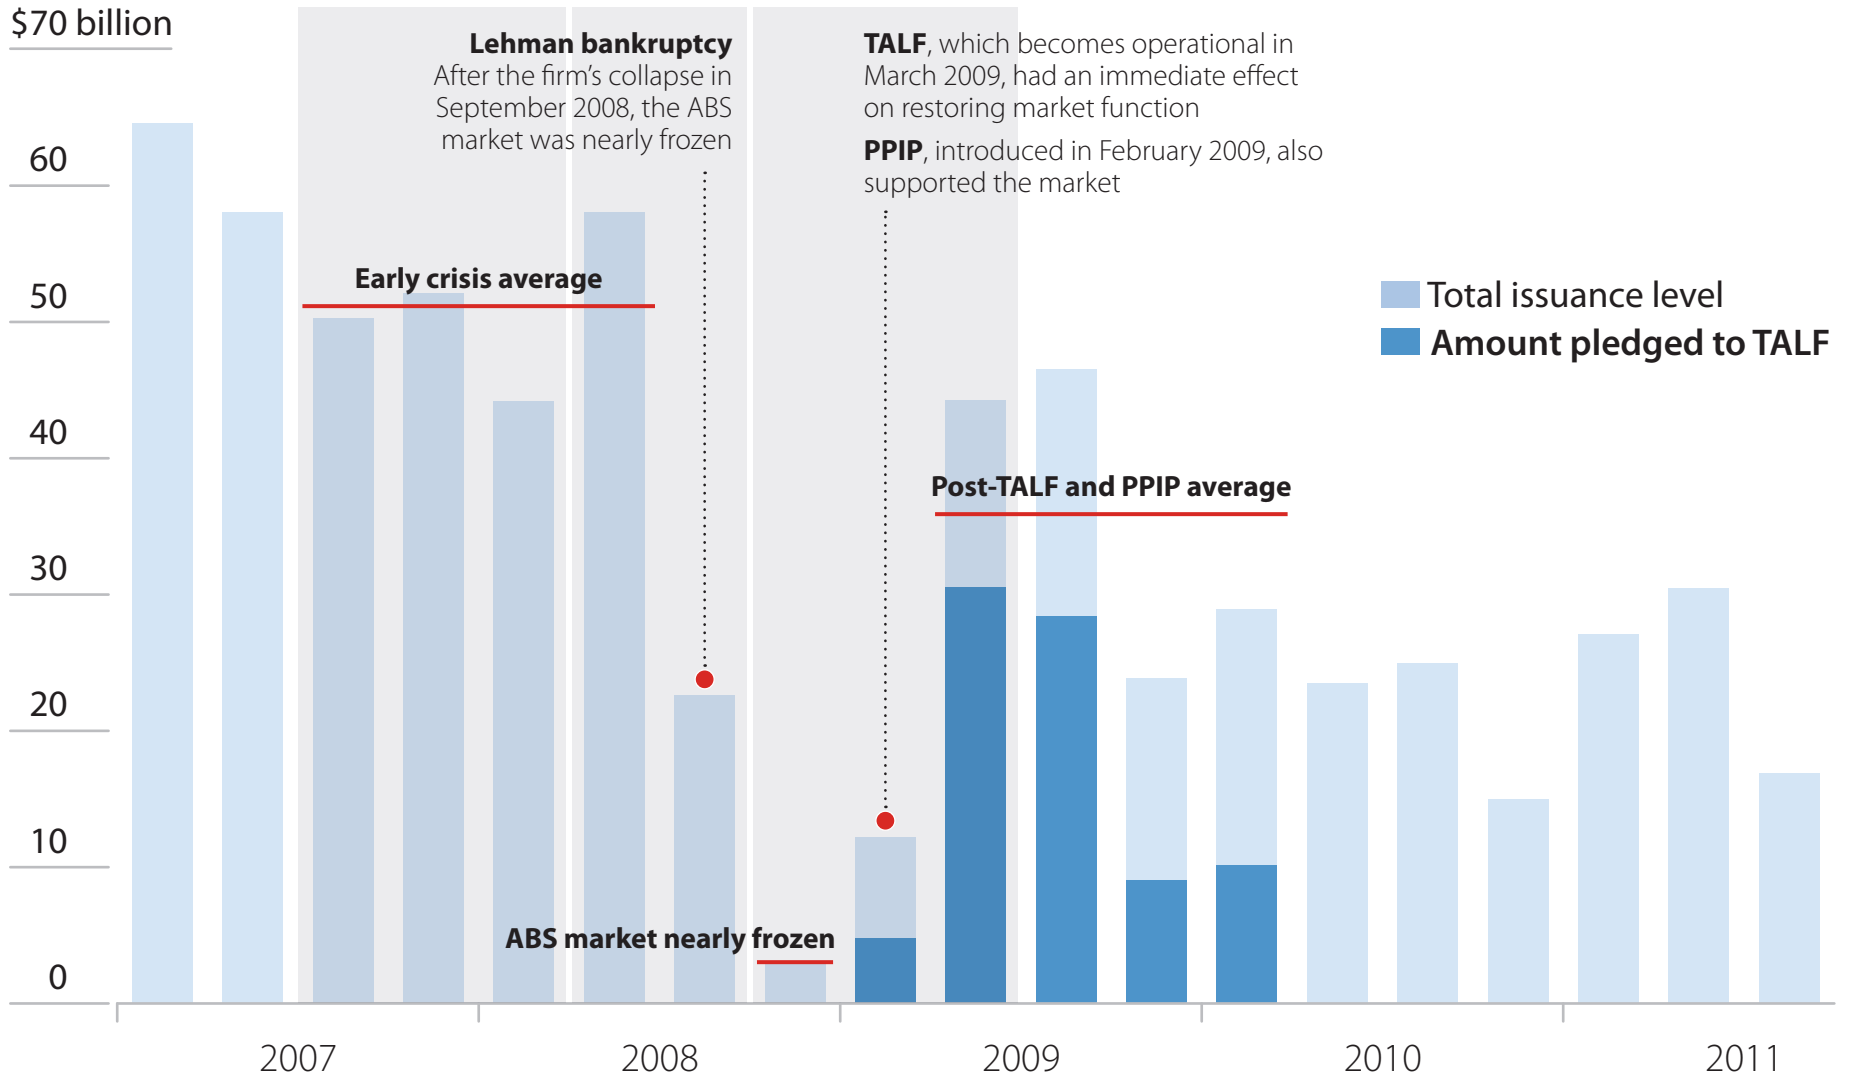 $70 billion
60
50
40
30
20
10
0
Lehman bankruptcy
After the firm's collapse in
September 2008, the ABS
market was nearly frozen
TALF, which becomes operational in
March 2009, had an immediate effect
on restoring market function
PPIP, introduced in February 2009, also
supported the market
Early crisis average
Total issuance level
Amount pledged to TALF
Post-TALF and PPIP average
ABS market nearly frozen
2007
2008
2009
2010
2011